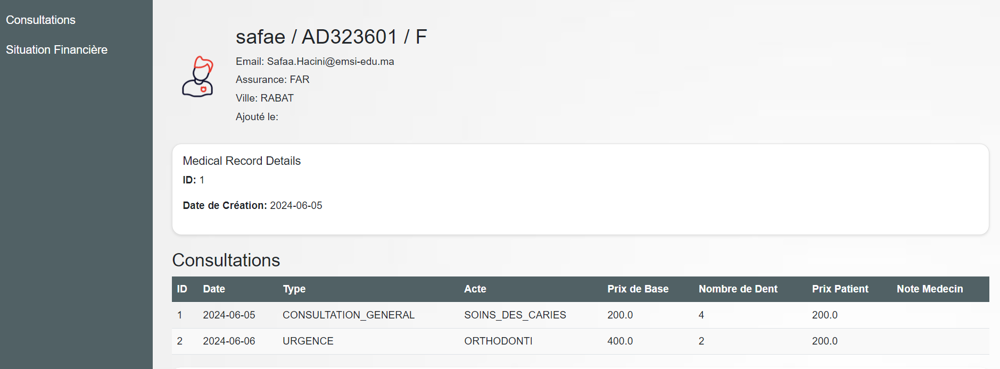 Consultations
Situation Financière
safae / AD323601 / F
Email: Safaa.Hacini@emsi-edu.ma
Assurance: FAR
Ville: RABAT
Ajouté le:
Medical Record Details
ID: 1
Date de Création: 2024-06-05
Consultations
ID Date Type Acte Prix de Base Nombre de Dent Prix Patient Note Medecin
1 2024-06-05 CONSULTATION_GENERAL SOINS_DES_CARIES 200.0 4 200.0
2 2024-06-06 URGENCE ORTHODONTI 400.0 2 200.0